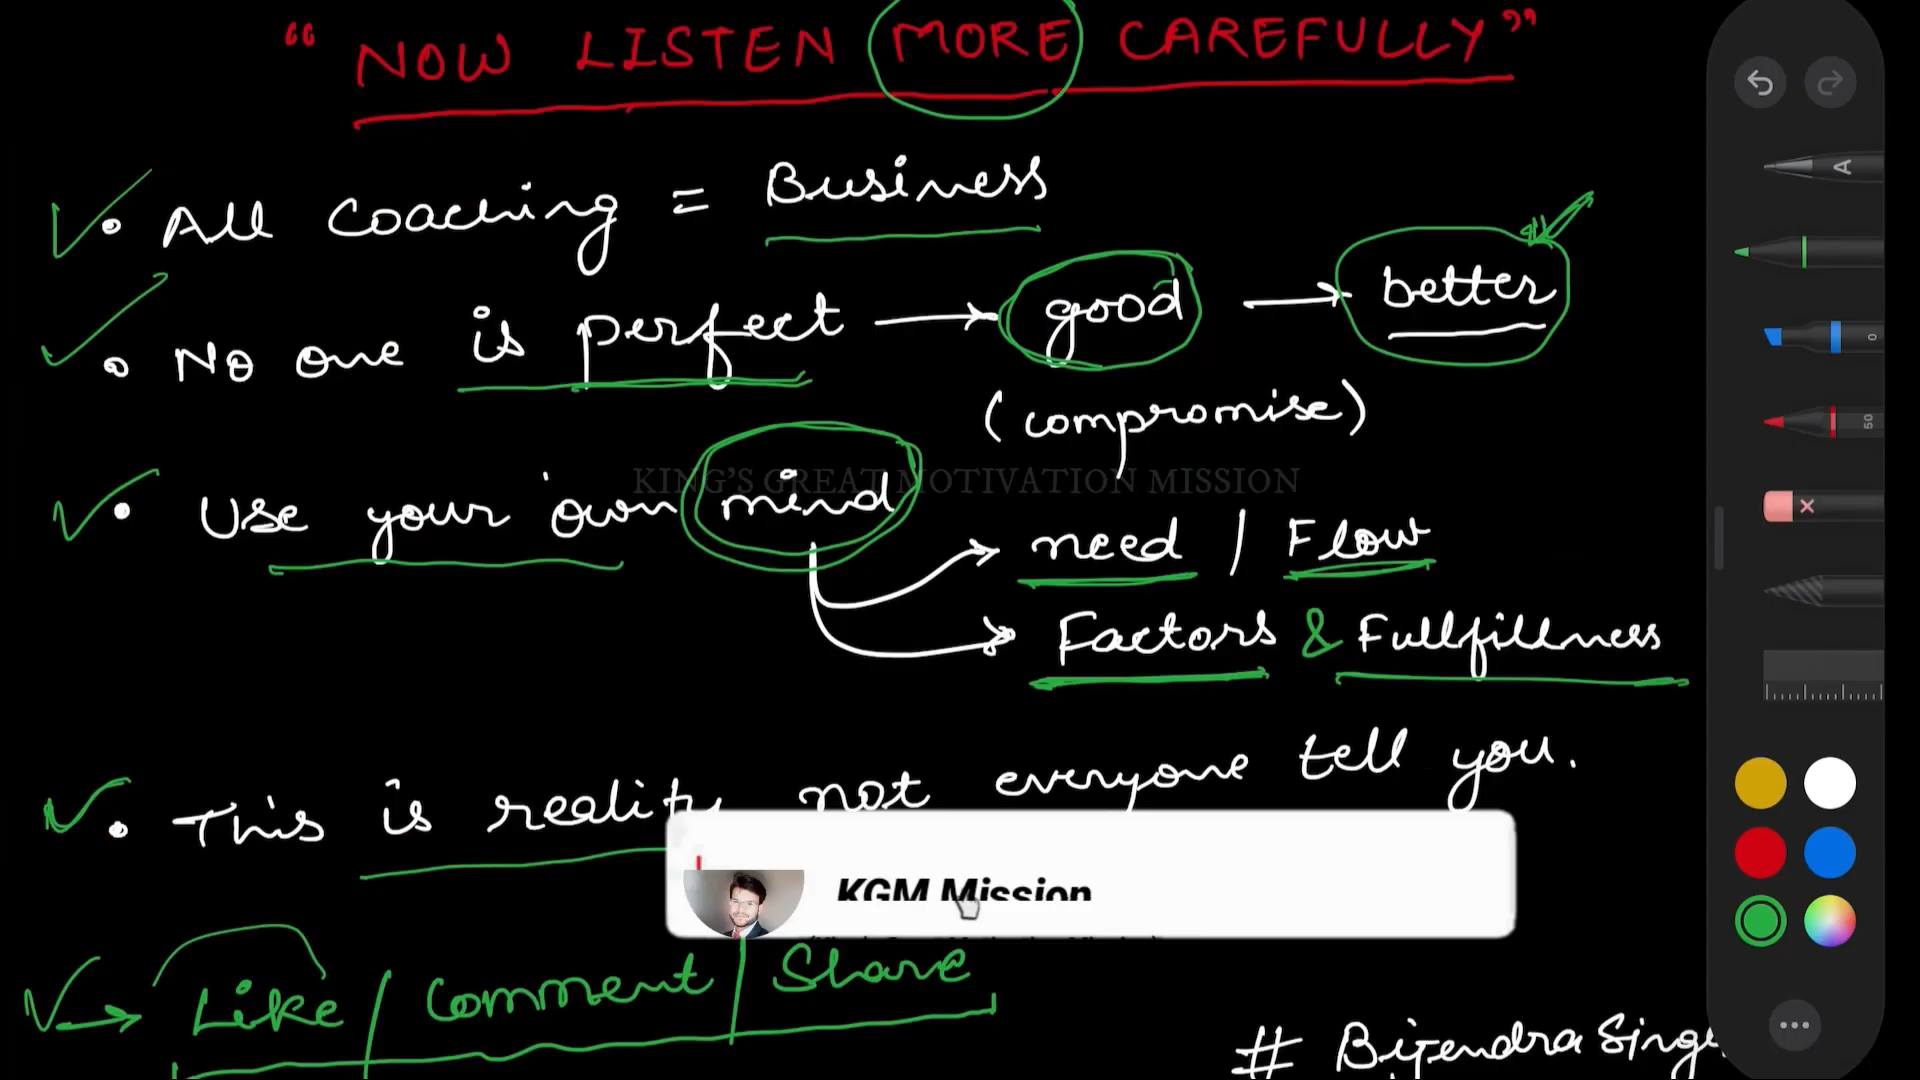 “ NOW LISTEN MORE CAREFULLY ”
• All Coaching = Business
• No one is perfect → good → better
(compromise)
KING'S GREAT MOTIVATION MISSION
• Use your own mind
need / Flow
Factors & Fullfillness
• This is reality not everyone tell you.
KGM Mission
→ Like / Comment / Share
# Bijendra Singh